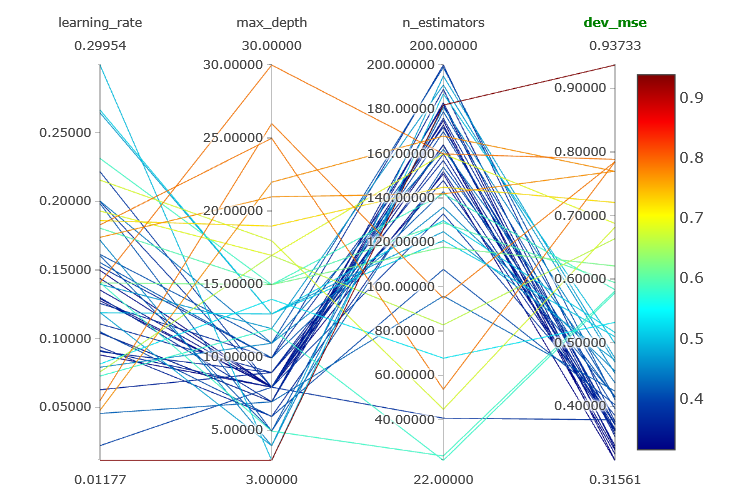 learning_rate max_depth n_estimators dev_mse
0.29954 30.00000 200.00000 0.93733
30.00000 200.00000
0.90000 0.9
180.00000
25.00000 0.25000
0.80000 160.00000 0.8
0.20000 20.00000 140.00000 0.70000 0.7
120.00000
0.15000 15.00000 100.00000 0.60000 0.6
0.10000 10.00000 80.00000 0.50000 0.5
60.00000
0.05000 5.00000 40.00000 0.40000 0.4
0.01177 3.00000 22.00000 0.31561